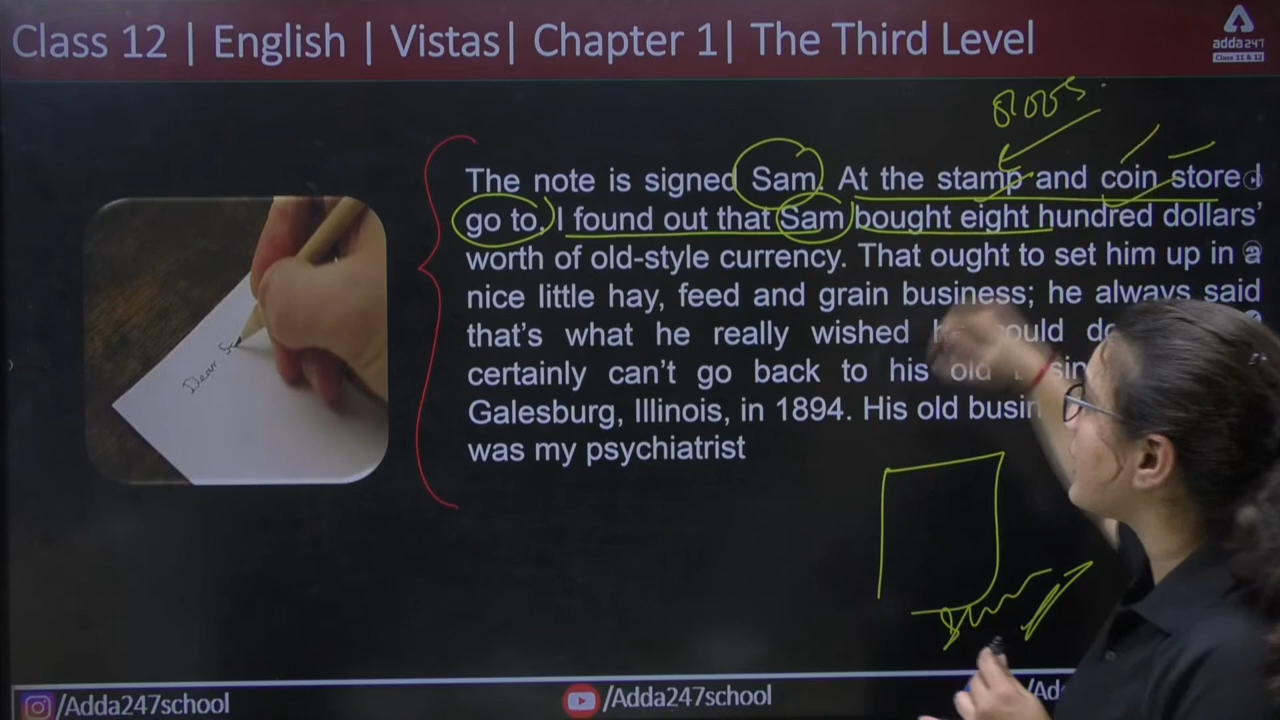 Class 12 | English | Vistas| Chapter 1| The Third Level
adda247
Class 11 & 12
The note is signed Sam. At the stamp and coin store I
go to, I found out that Sam bought eight hundred dollars’
worth of old-style currency. That ought to set him up in a
nice little hay, feed and grain business; he always said
that’s what he really wished
certainly can’t go back to his old
Galesburg, Illinois, in 1894. His old
was my psychiatrist
Dear
/Adda247school
/Adda247school